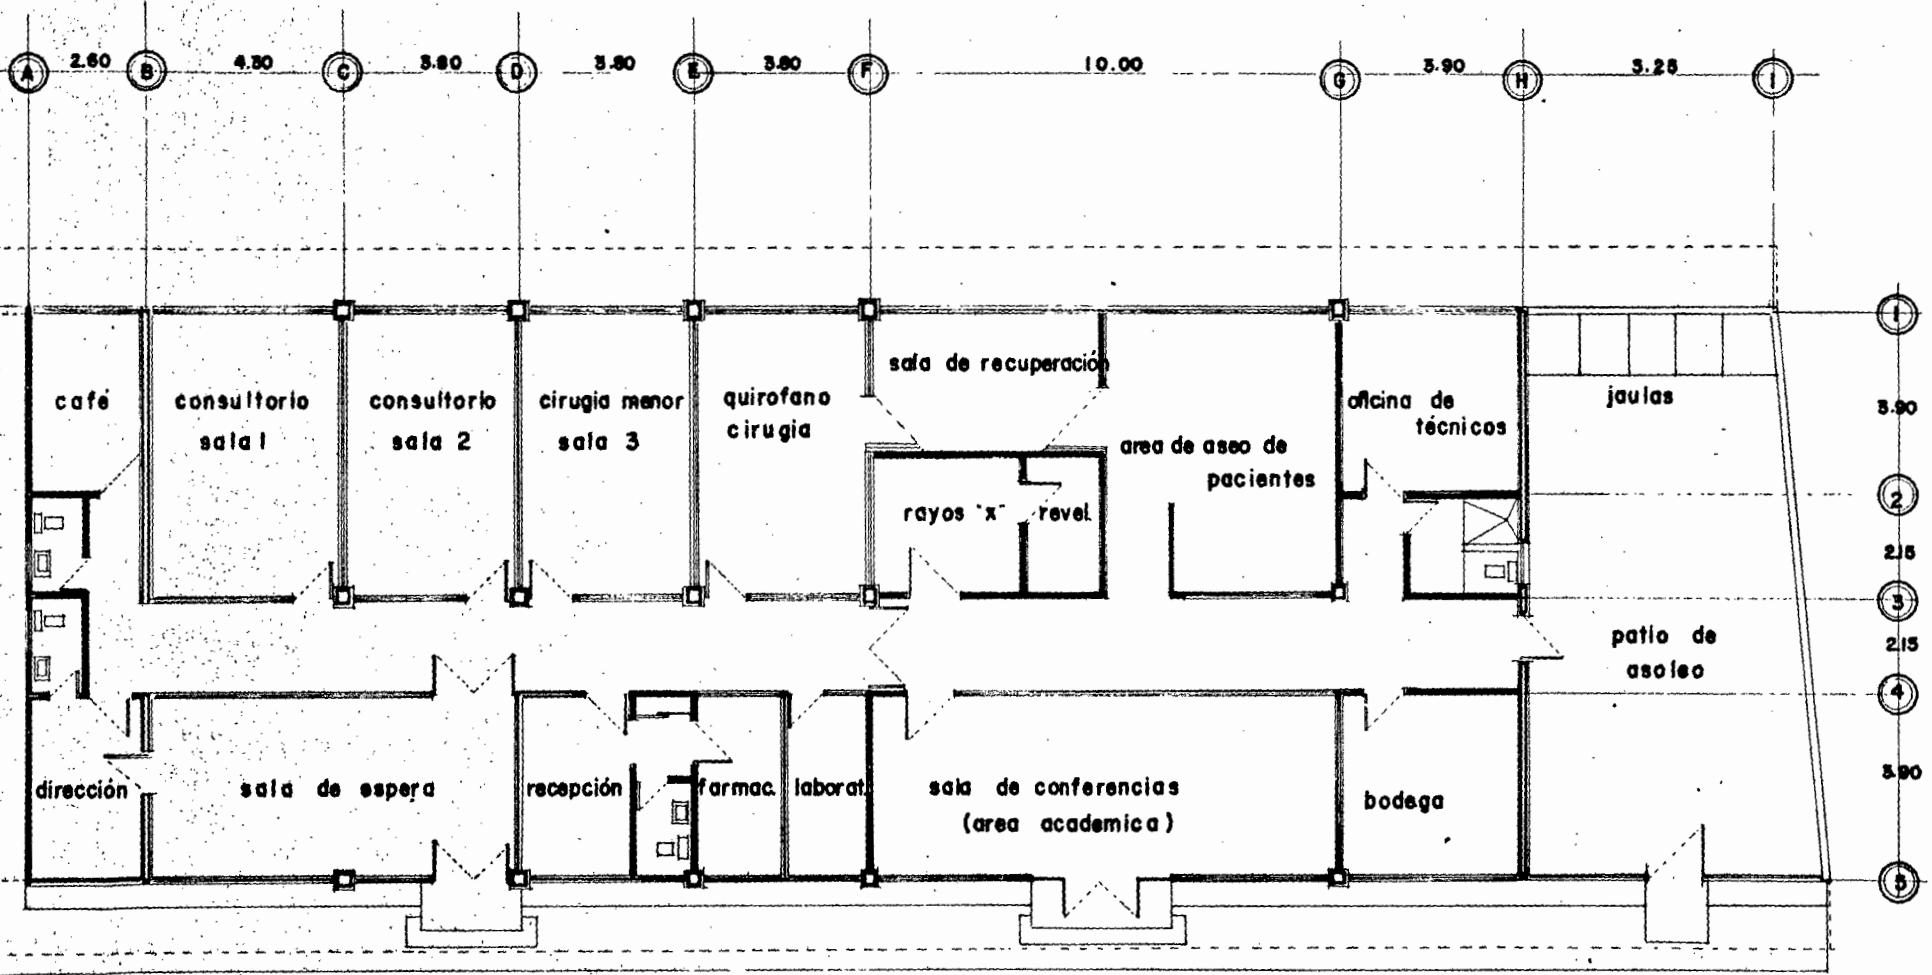 A 2.60 B 4.30 C 3.80 D 3.80 E 3.80 F 10.00 G 3.90 H 5.25 I
1
3.90
2
2.15
3
2.15
4
3.90
5
café
consultorio
sala 1
consultorio
sala 2
cirugia menor
sala 3
quirofano
cirugia
sala de recuperación
area de aseo de
pacientes
oficina de
técnicos
jaulas
rayos "x"
revel.
patio de
asoleo
dirección
sala de espera
recepción
farmac.
laborat.
sala de conferencias
(area academica)
bodega